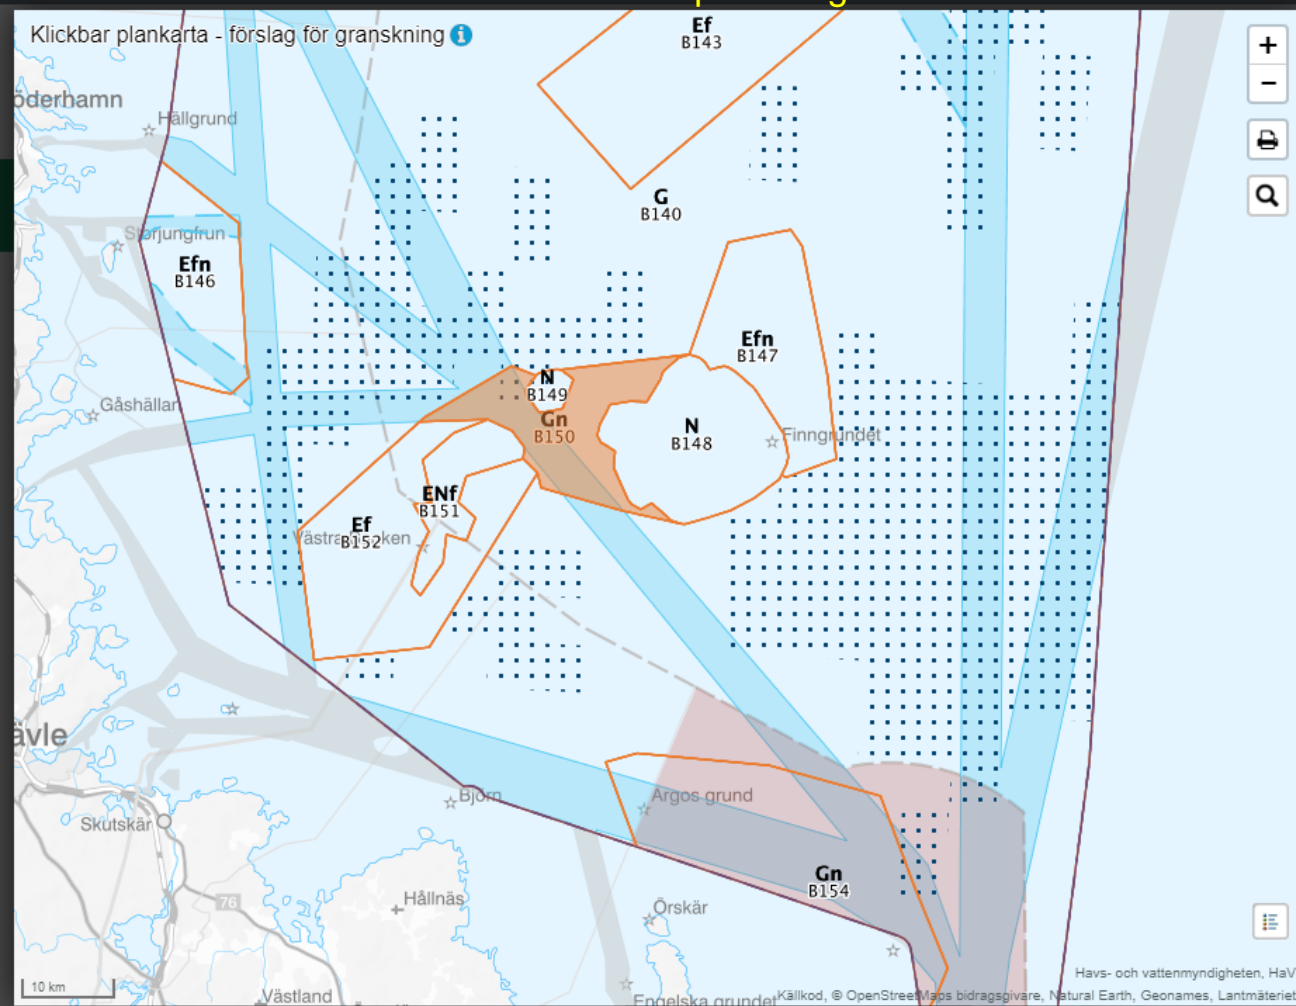 Klickbar plankarta - förslag för granskning i
Ef
B143
+
−
öderhamn
Hällgrund
G
B140
Storjungfrun
Efn
B146
Efn
B147
N
B149
Gn
B150
Gåshällan
N
B148
Finngrundet
ENf
B151
Ef
B152
ävle
Björn
Argos grund
Skutskär
Gn
B154
76
Hållnäs
Örskär
10 km
Västland
Engelska grundet
Havs- och vattenmyndigheten, HaV
Källkod, © OpenStreetMaps bidragsgivare, Natural Earth, Geonames, Lantmäteriet